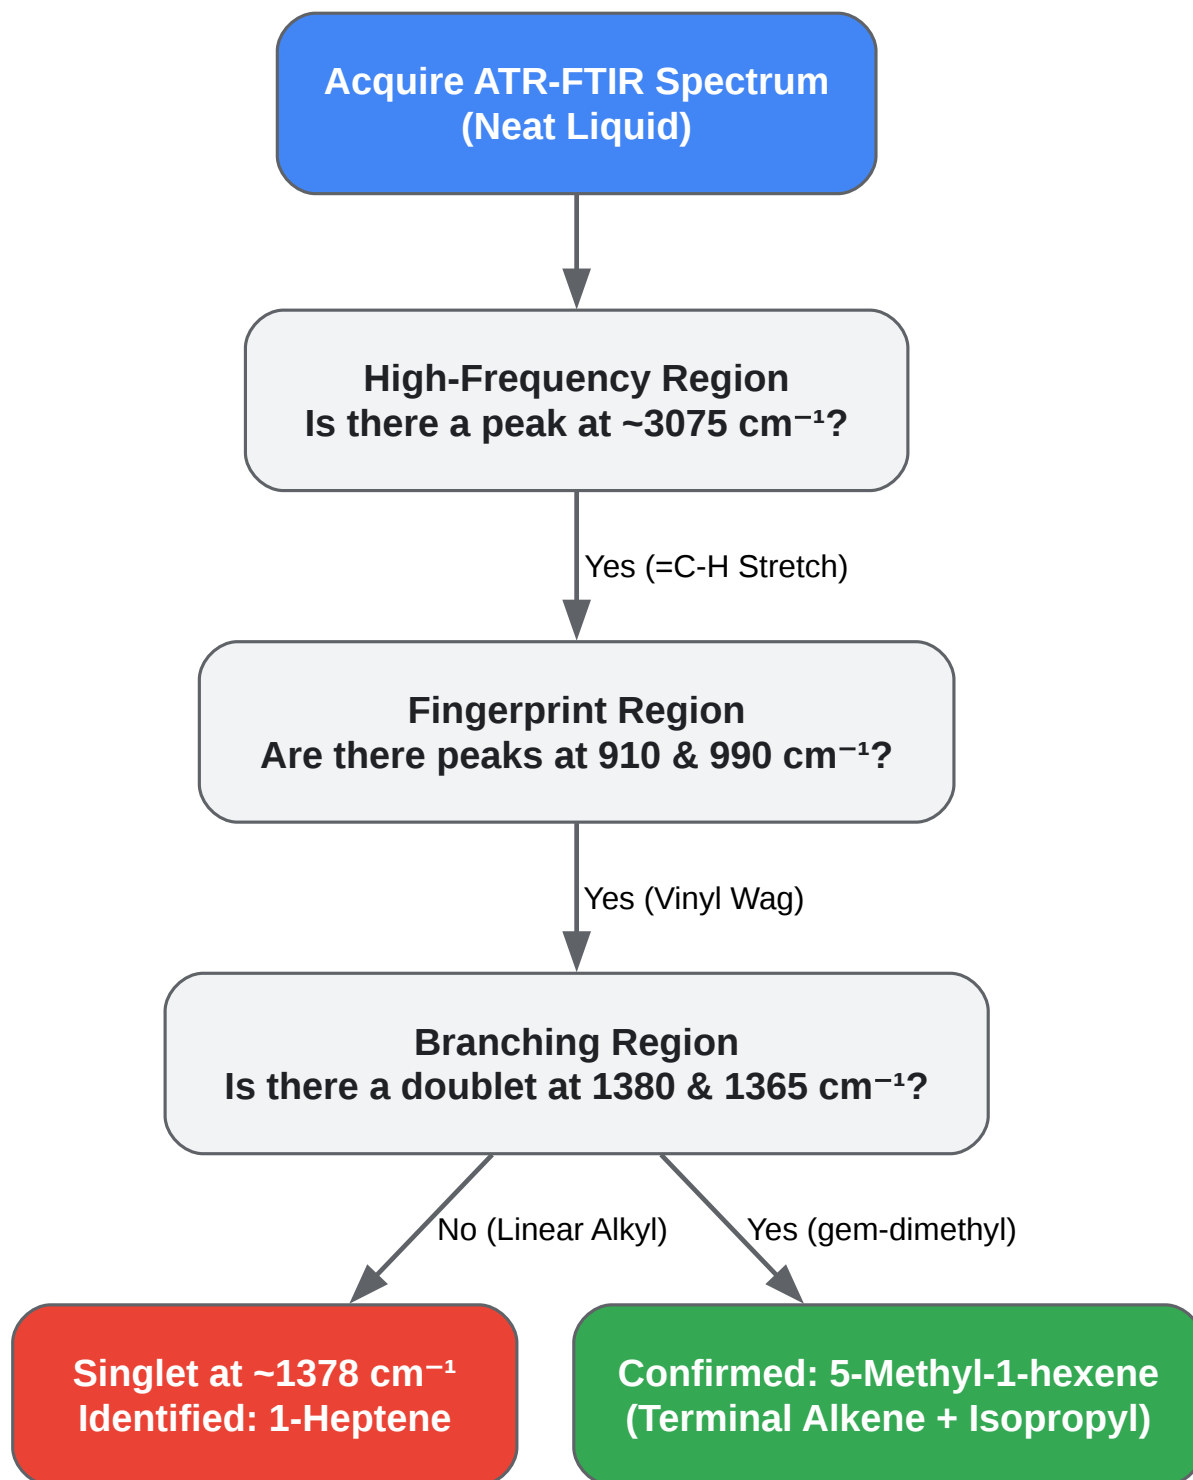 Acquire ATR-FTIR Spectrum
(Neat Liquid)
High-Frequency Region
Is there a peak at ~3075 cm⁻¹?
Yes (=C-H Stretch)
Fingerprint Region
Are there peaks at 910 & 990 cm⁻¹?
Yes (Vinyl Wag)
Branching Region
Is there a doublet at 1380 & 1365 cm⁻¹?
No (Linear Alkyl)
Yes (gem-dimethyl)
Singlet at ~1378 cm⁻¹
Identified: 1-Heptene
Confirmed: 5-Methyl-1-hexene
(Terminal Alkene + Isopropyl)